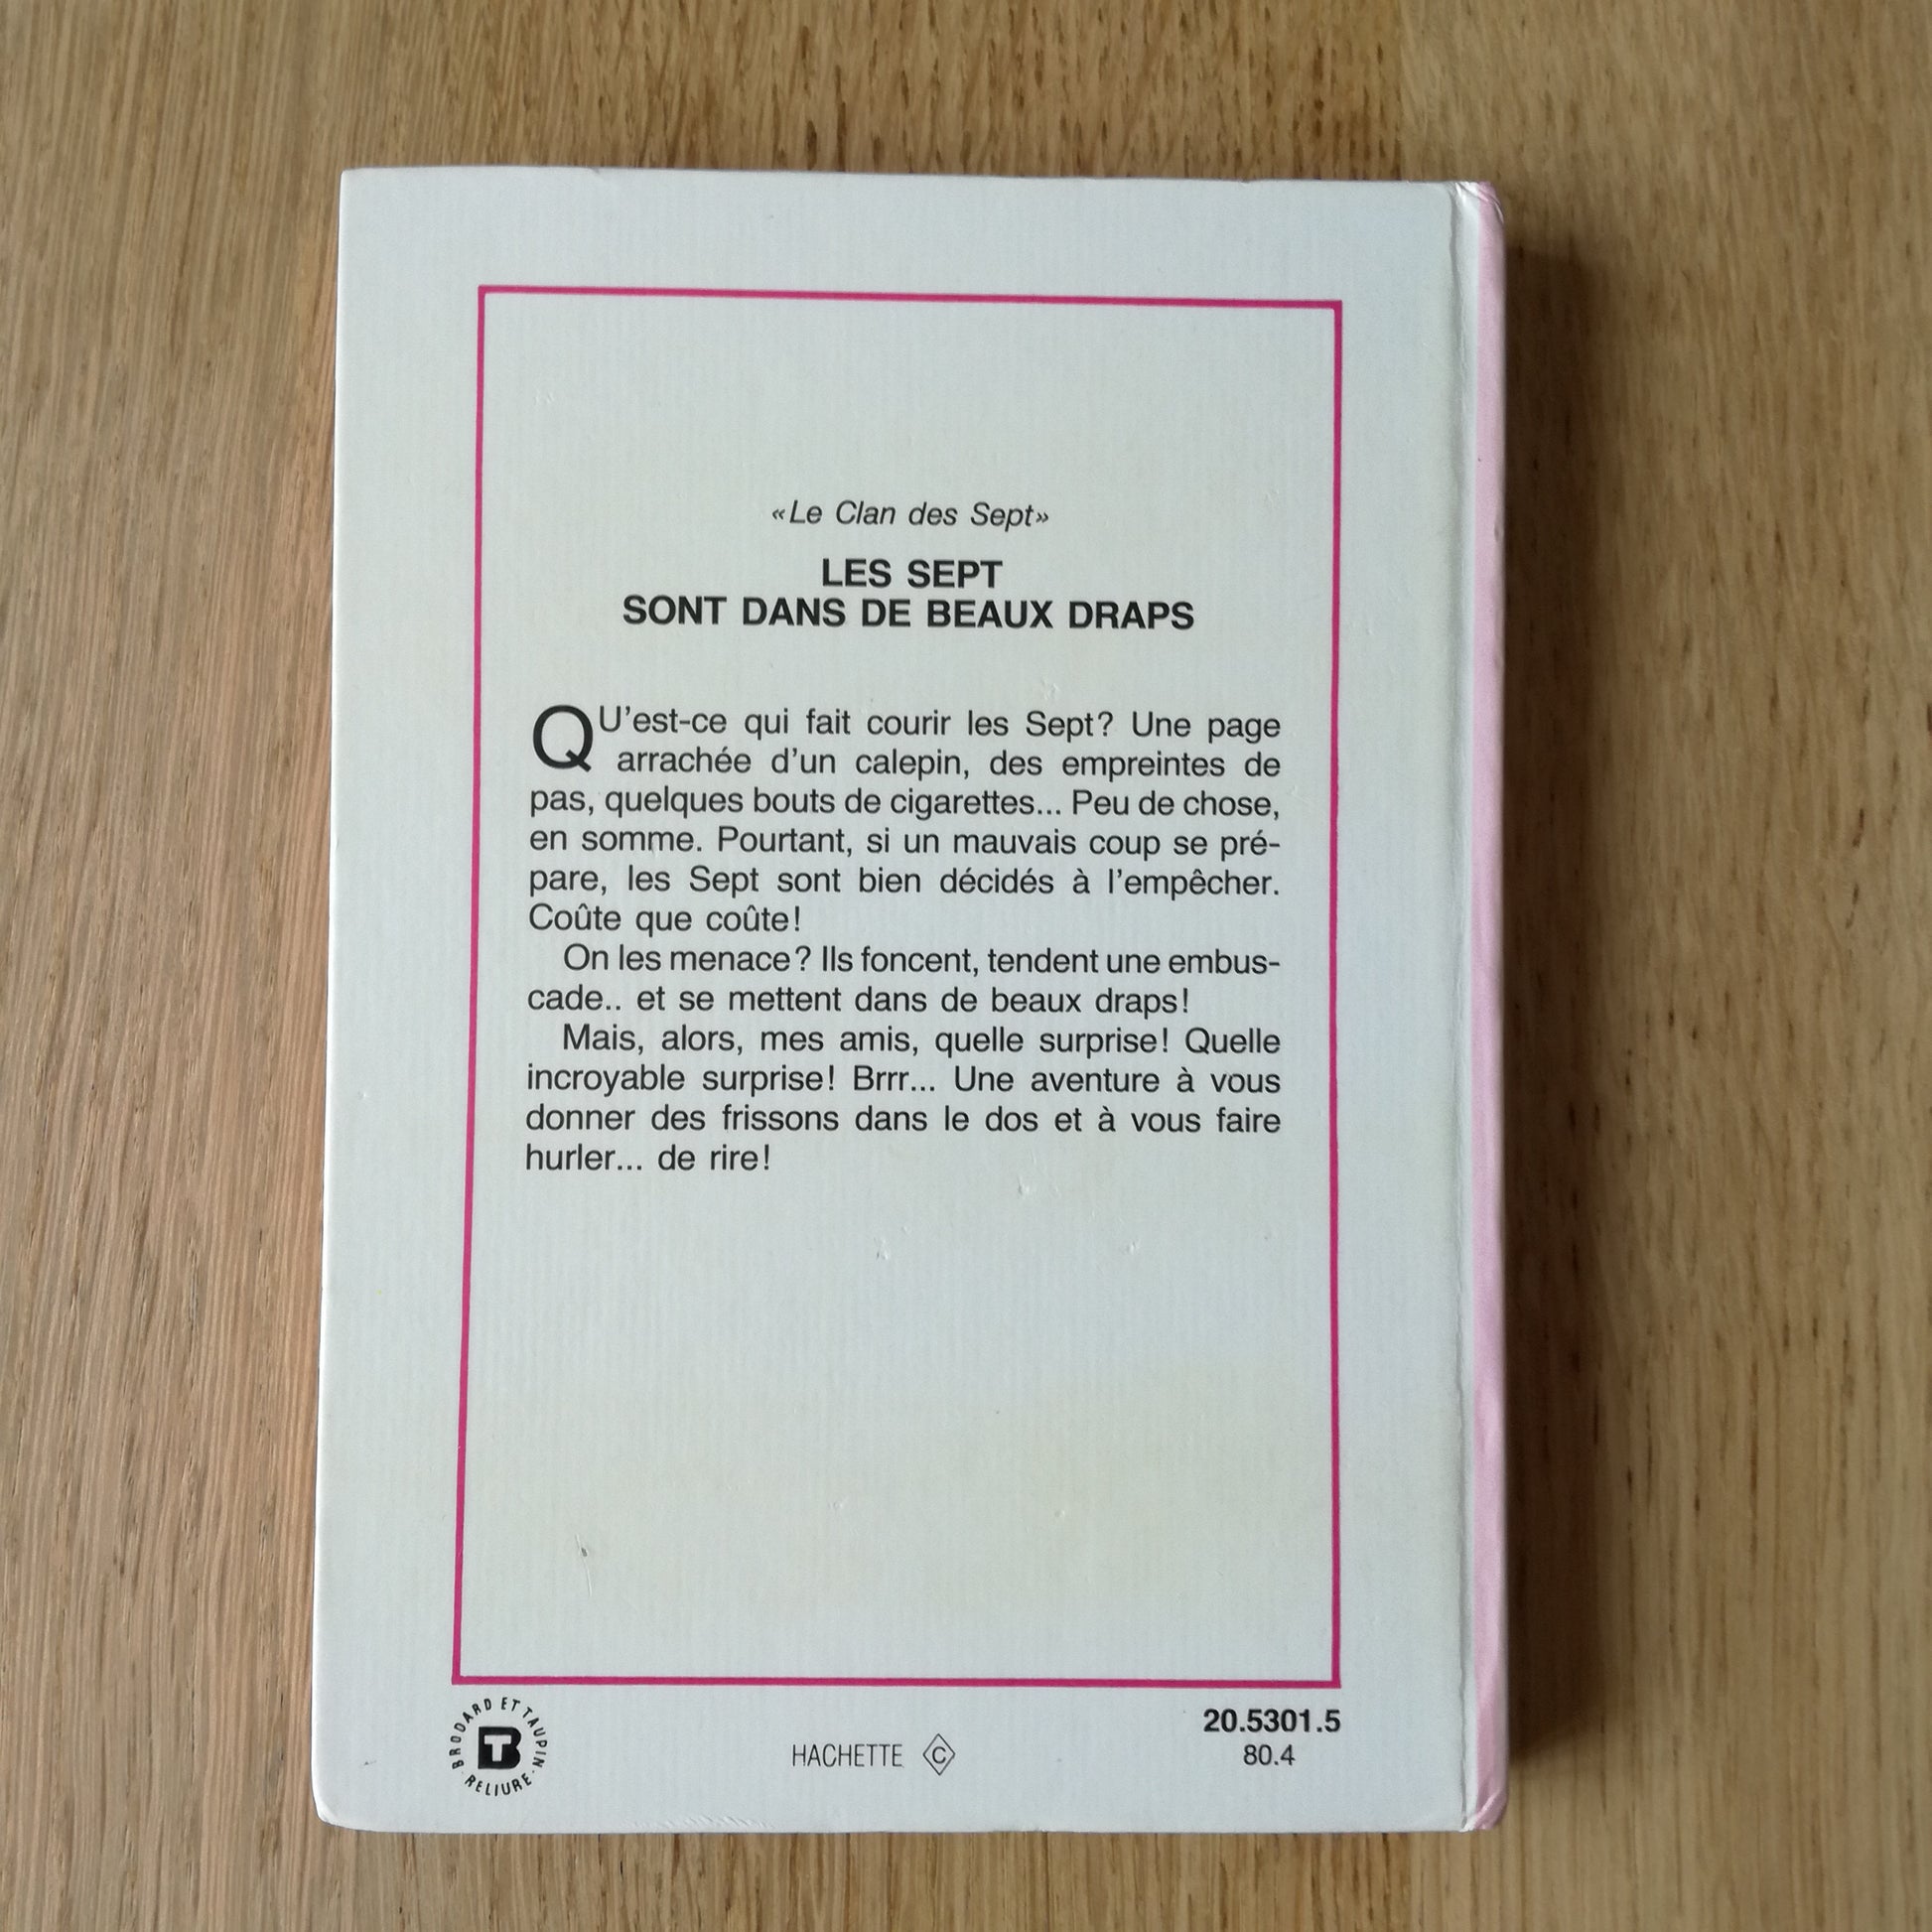 «Le Clan des Sept»
LES SEPT
SONT DANS DE BEAUX DRAPS
QU'est-ce qui fait courir les Sept? Une page
arrachée d'un calepin, des empreintes de
pas, quelques bouts de cigarettes... Peu de chose,
en somme. Pourtant, si un mauvais coup se pré-
pare, les Sept sont bien décidés à l'empêcher.
Coûte que coûte!
On les menace? Ils foncent, tendent une embus-
cade.. et se mettent dans de beaux draps!
Mais, alors, mes amis, quelle surprise! Quelle
incroyable surprise! Brrr... Une aventure à vous
donner des frissons dans le dos et à vous faire
hurler... de rire!
BRODARD ET TAUPIN
BT
· RELIURE ·
HACHETTE C
20.5301.5
80.4